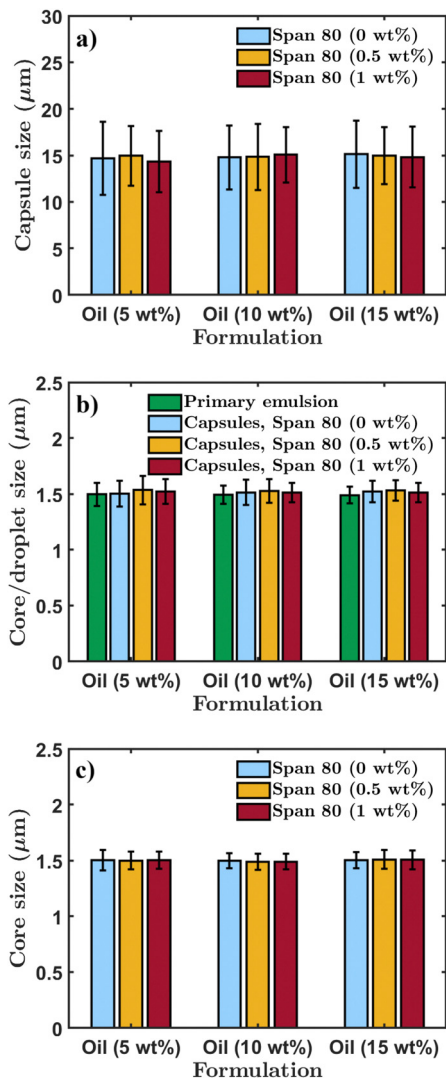 a)
Span 80 (0 wt%)
Span 80 (0.5 wt%)
Span 80 (1 wt%)
Capsule size (μm)
30
25
20
15
10
5
0
Oil (5 wt%) Oil (10 wt%) Oil (15 wt%)
Formulation
b)
Primary emulsion
Capsules, Span 80 (0 wt%)
Capsules, Span 80 (0.5 wt%)
Capsules, Span 80 (1 wt%)
Core/droplet size (μm)
2.5
2
1.5
1
0.5
0
Oil (5 wt%) Oil (10 wt%) Oil (15 wt%)
Formulation
c)
Span 80 (0 wt%)
Span 80 (0.5 wt%)
Span 80 (1 wt%)
Core size (μm)
2.5
2
1.5
1
0.5
0
Oil (5 wt%) Oil (10 wt%) Oil (15 wt%)
Formulation